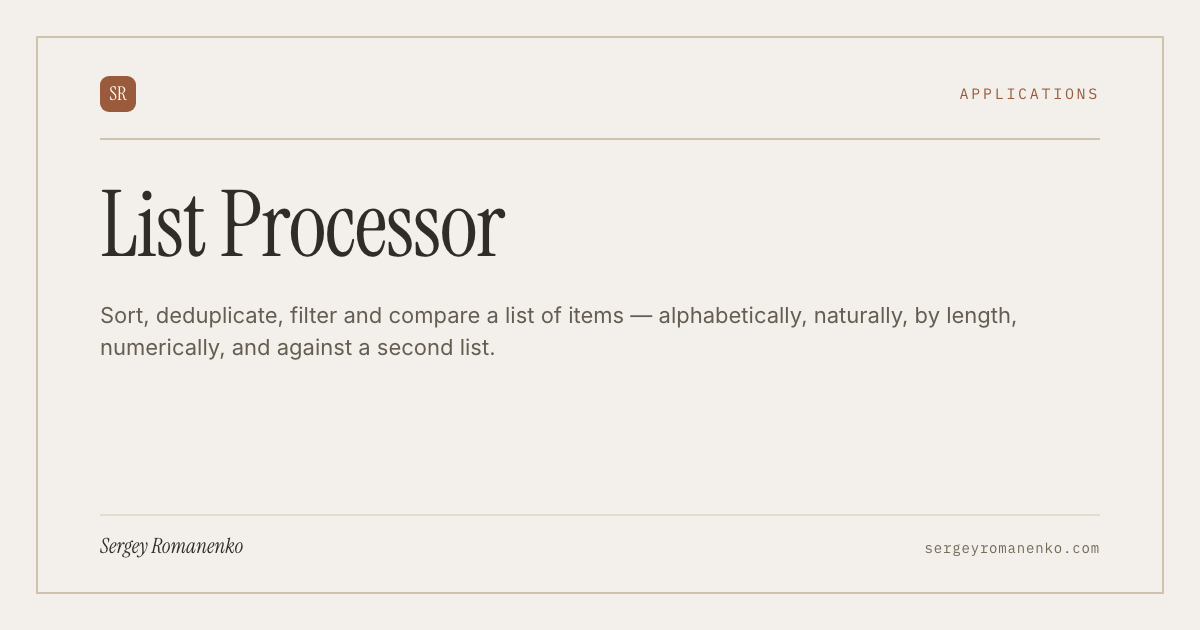 SR
APPLICATIONS
List Processor
Sort, deduplicate, filter and compare a list of items — alphabetically, naturally, by length,
numerically, and against a second list.
Sergey Romanenko
sergeyromanenko.com